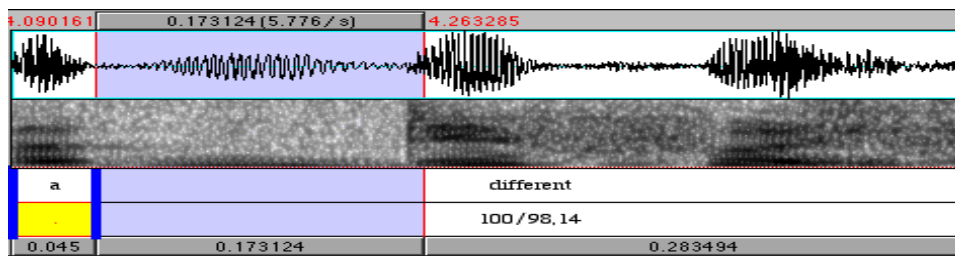 4.090161 0.173124(5.776/s) 4.263285
a different
. 100/98,14
0.045 0.173124 0.283494